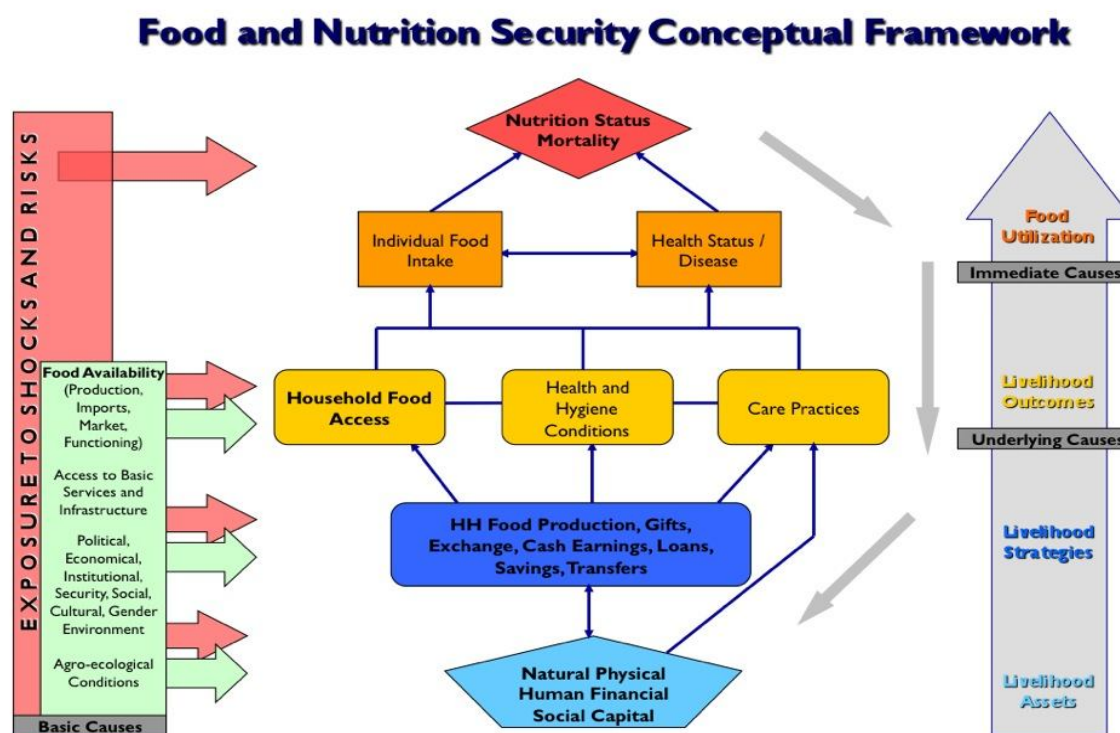 Food and Nutrition Security Conceptual Framework
EXPOSURE TO SHOCKS AND RISKS
Nutrition Status
Mortality
Individual Food
Intake
Health Status /
Disease
Food
Utilization
Immediate Causes
Food Availability
(Production,
Imports,
Market,
Functioning)
Access to Basic
Services and
Infrastructure
Political,
Economical,
Institutional,
Security, Social,
Cultural, Gender
Environment
Agro-ecological
Conditions
Basic Causes
Household Food
Access
Health and
Hygiene
Conditions
Care Practices
Livelihood
Outcomes
Underlying Causes
HH Food Production, Gifts,
Exchange, Cash Earnings, Loans,
Savings, Transfers
Livelihood
Strategies
Natural Physical
Human Financial
Social Capital
Livelihood
Assets